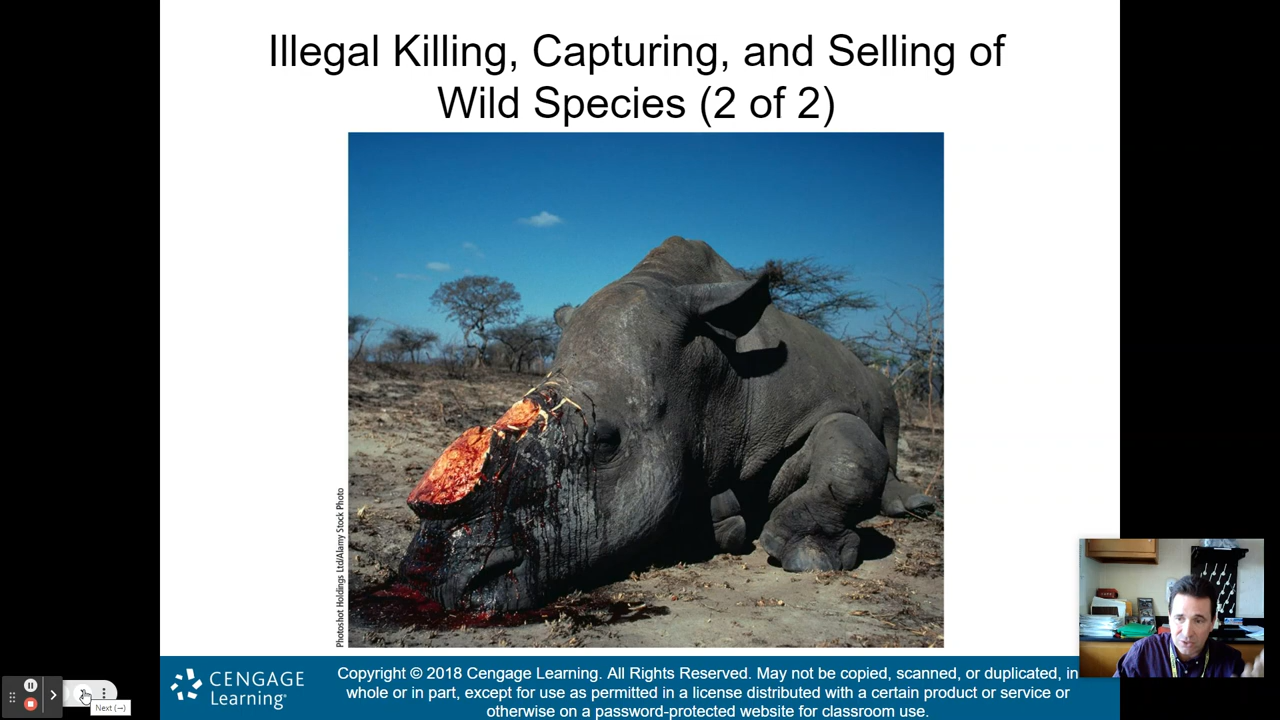 Illegal Killing, Capturing, and Selling of
Wild Species (2 of 2)
Photoshot Holdings Ltd/Alamy Stock Photo
CENGAGE
Learning®
Copyright © 2018 Cengage Learning. All Rights Reserved. May not be copied, scanned, or duplicated, in
whole or in part, except for use as permitted in a license distributed with a certain product or service or
otherwise on a password-protected website for classroom use.
Next (→)